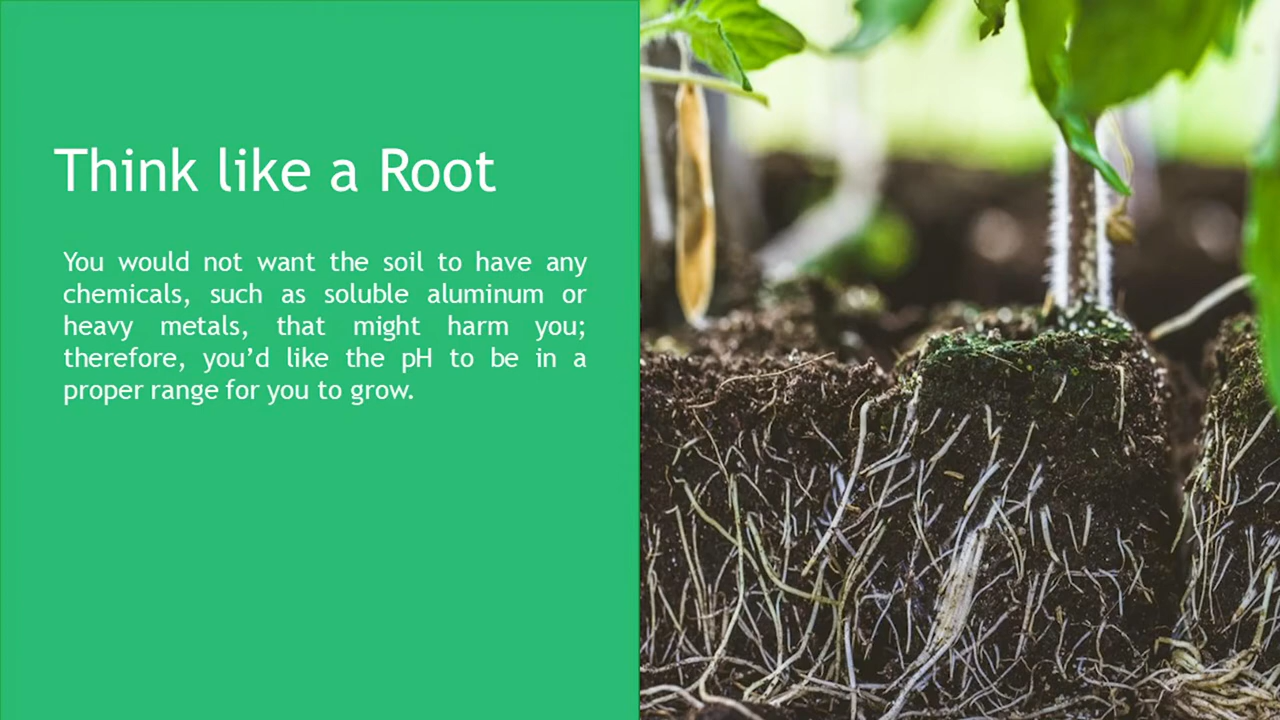 Think like a Root
You would not want the soil to have any
chemicals, such as soluble aluminum or
heavy metals, that might harm you;
therefore, you’d like the pH to be in a
proper range for you to grow.